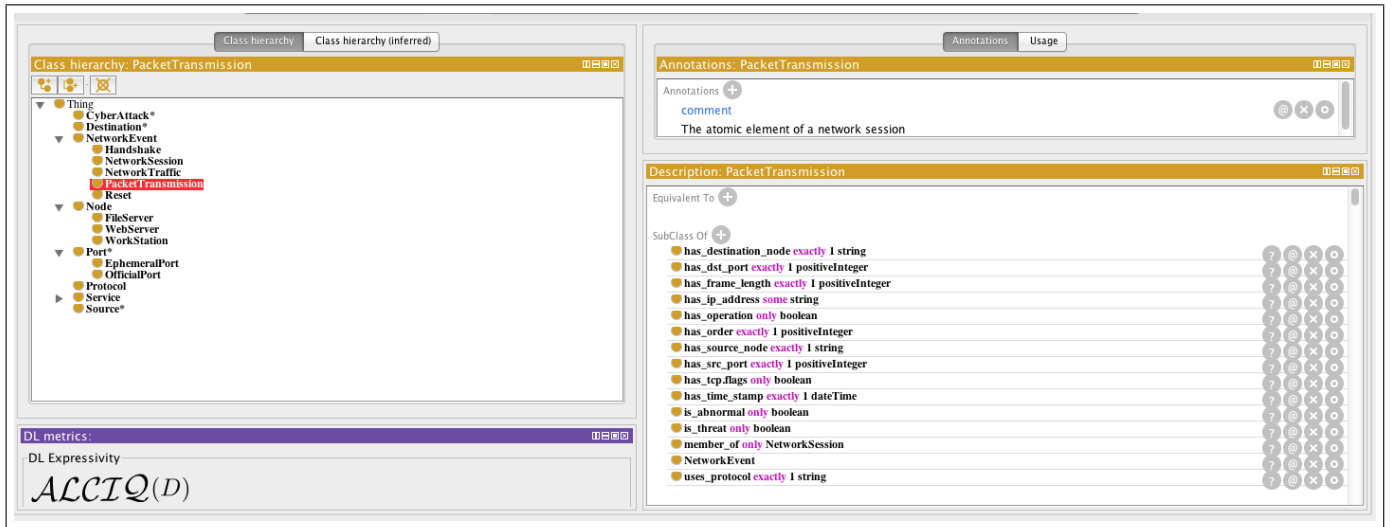 Class hierarchy Class hierarchy (inferred)
Class hierarchy: PacketTransmission
Thing
CyberAttack*
Destination*
NetworkEvent
Handshake
NetworkSession
NetworkTraffic
PacketTransmission
Reset
Node
FileServer
WebServer
WorkStation
Port*
EphemeralPort
OfficialPort
Protocol
Service
Source*
DL metrics:
DL Expressivity
ALCIQ(D)
Annotations Usage
Annotations: PacketTransmission
Annotations
comment
The atomic element of a network session
Description: PacketTransmission
Equivalent To
SubClass Of
has_destination_node exactly 1 string
has_dst_port exactly 1 positiveInteger
has_frame_length exactly 1 positiveInteger
has_ip_address some string
has_operation only boolean
has_order exactly 1 positiveInteger
has_source_node exactly 1 string
has_src_port exactly 1 positiveInteger
has_tcp.flags only boolean
has_time_stamp exactly 1 dateTime
is_abnormal only boolean
is_threat only boolean
member_of only NetworkSession
NetworkEvent
uses_protocol exactly 1 string